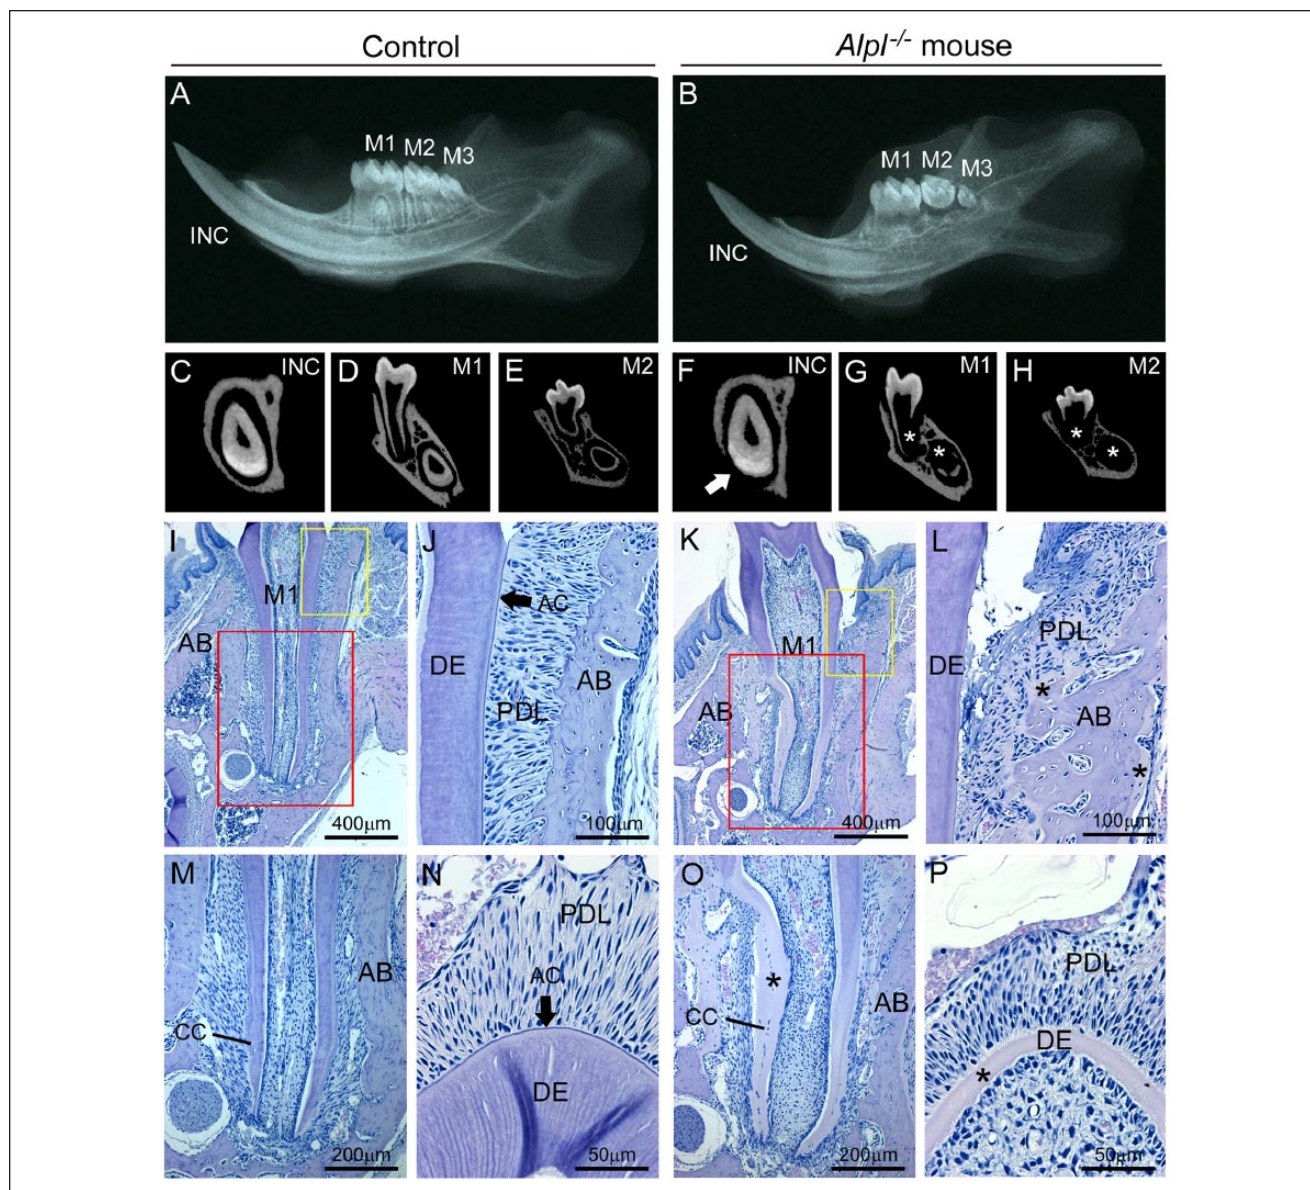 Control
Alpl-/- mouse
A
M1
M2
M3
INC
B
M1
M2
M3
INC
C
INC
D
M1
E
M2
F
INC
G
M1
*
*
H
M2
*
*
I
M1
AB
400μm
J
AC
DE
AB
PDL
100μm
K
M1
AB
400μm
L
PDL
DE
*
AB
*
100μm
M
AB
CC
200μm
N
PDL
AC
DE
50μm
O
*
AB
CC
200μm
P
PDL
DE
*
50μm